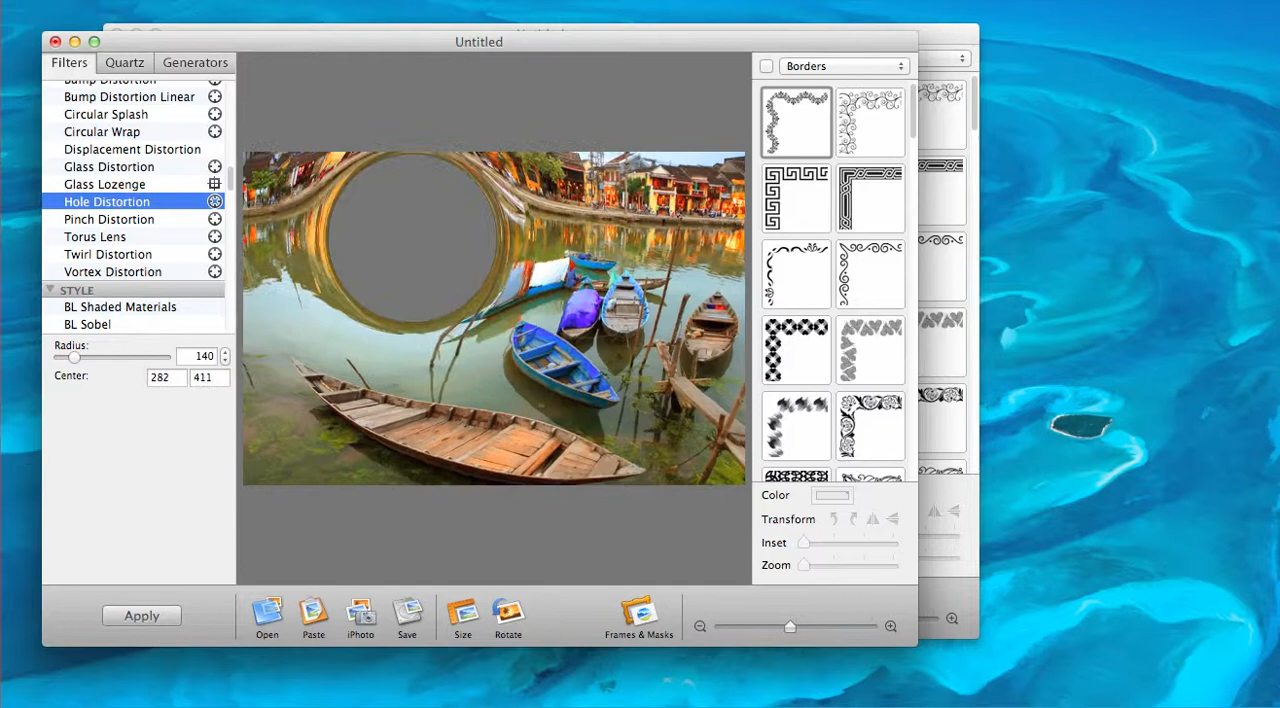 Untitled
Filters
Quartz
Generators
Borders
Bump Distortion
Bump Distortion Linear
Circular Splash
Circular Wrap
Displacement Distortion
Glass Distortion
Glass Lozenge
Hole Distortion
Pinch Distortion
Torus Lens
Twirl Distortion
Vortex Distortion
STYLE
BL Shaded Materials
BL Sobel
Radius:
140
Center:
282
411
Color
Transform
Inset
Zoom
Apply
Open
Paste
iPhoto
Save
Size
Rotate
Frames & Masks